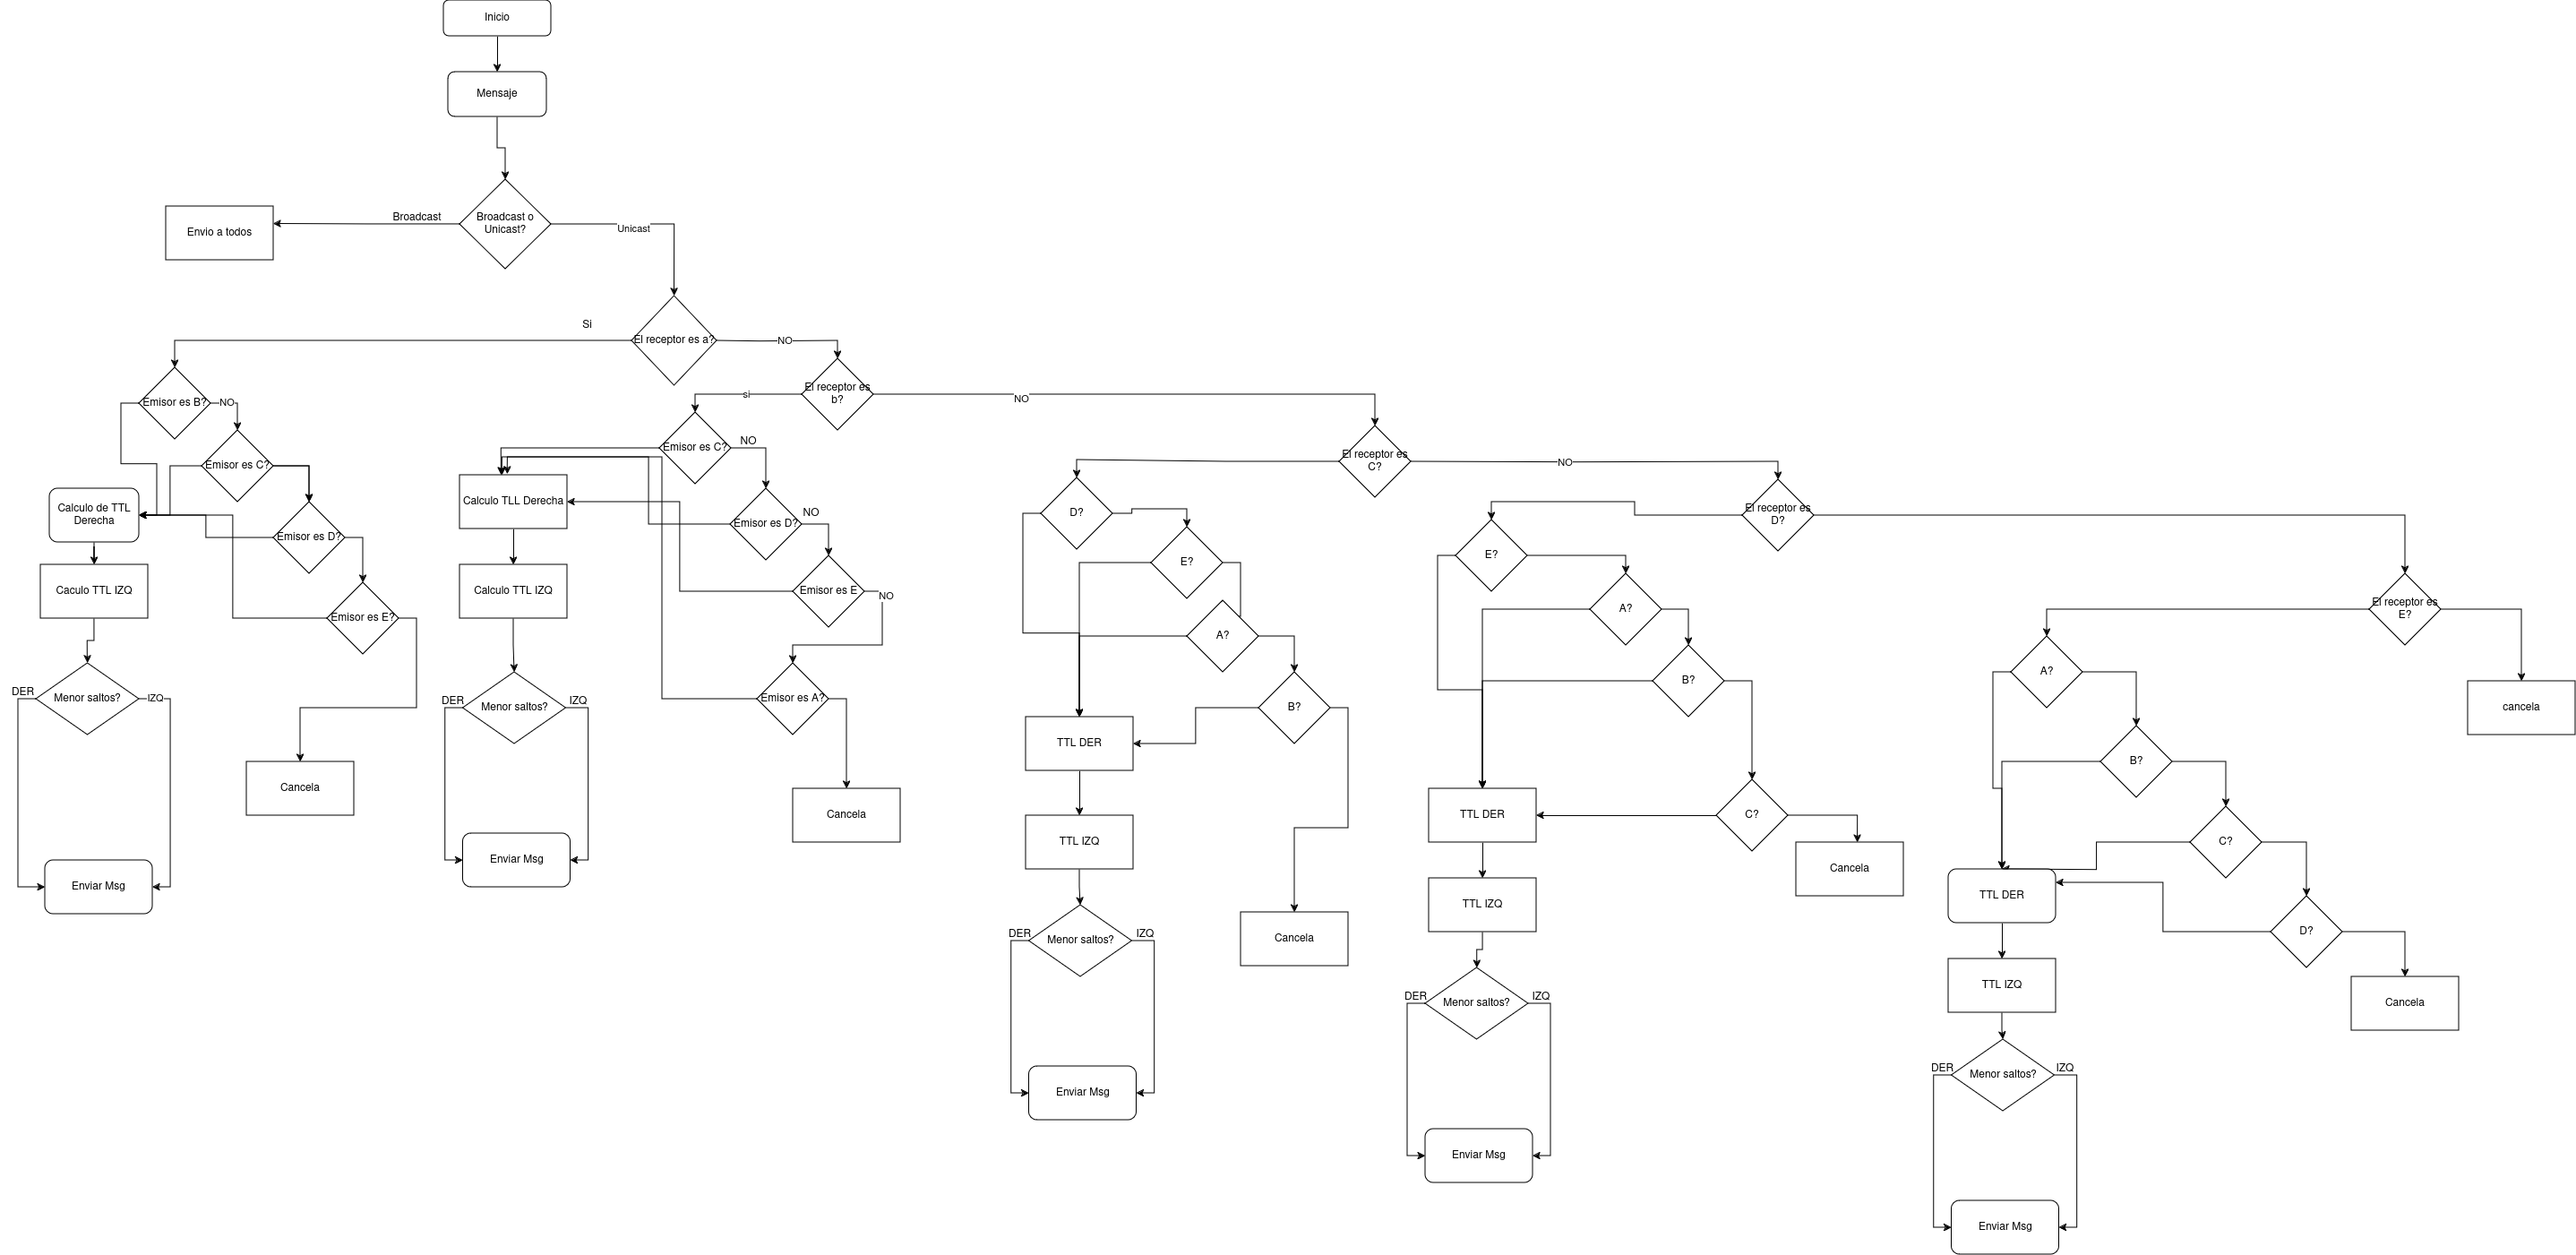 Inicio
Mensaje
Broadcast o
Unicast?
Broadcast
Unicast
Envio a todos
El receptor es a?
Si
NO
El receptor es
b?
si
NO
Emisor es B?
NO
Emisor es C?
Emisor es D?
Emisor es E?
Calculo de TTL
Derecha
Caculo TTL IZQ
Menor saltos?
DER
IZQ
Cancela
Enviar Msg
Emisor es C?
NO
Emisor es D?
NO
Emisor es E
NO
Emisor es A?
Calculo TLL Derecha
Calculo TTL IZQ
Menor saltos?
DER
IZQ
Cancela
Enviar Msg
El receptor es
C?
NO
D?
E?
A?
B?
TTL DER
TTL IZQ
Menor saltos?
DER
IZQ
Cancela
Enviar Msg
El receptor es
D?
E?
A?
B?
C?
TTL DER
Cancela
TTL IZQ
Menor saltos?
DER
IZQ
Enviar Msg
El receptor es
E?
cancela
A?
B?
C?
D?
TTL DER
TTL IZQ
Cancela
Menor saltos?
DER
IZQ
Enviar Msg